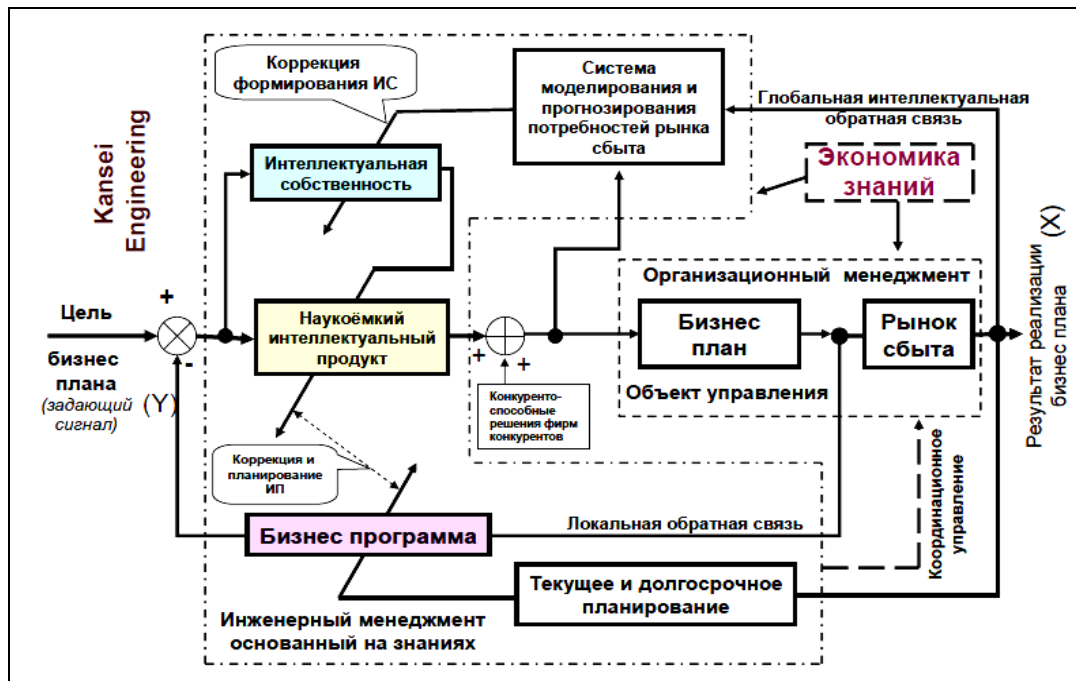 Коррекция
формирования ИС
Система
моделирования и
прогнозирования
потребностей рынка
сбыта
Глобальная интеллектуальная
обратная связь
Экономика
знаний
Kansei
Engineering
Интеллектуальная
собственность
Организационный менеджмент
Цель
бизнес
плана
(задающий
сигнал)
(Y)
+
-
Наукоёмкий
интеллектуальный
продукт
+
+
Конкуренто-
способные
решения фирм
конкурентов
Бизнес
план
Рынок
сбыта
Объект управления
Результат реализации
бизнес плана
(X)
Коррекция и
планирование
ИП
Бизнес программа
Локальная обратная связь
Координационное
управление
Текущее и долгосрочное
планирование
Инженерный менеджмент
основанный на знаниях